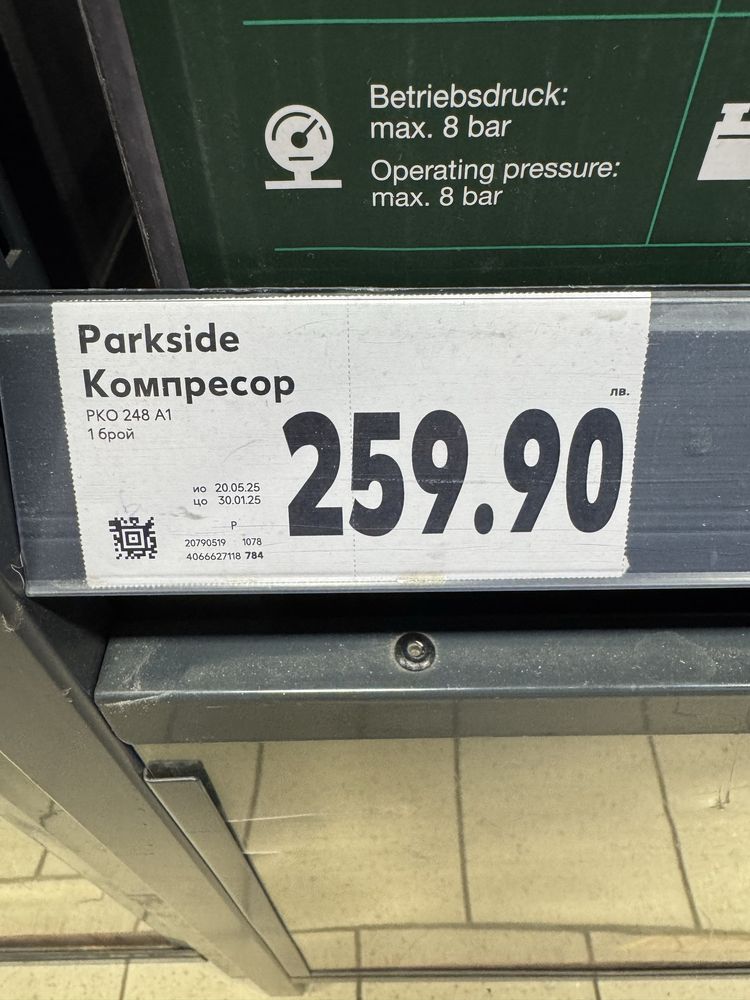 Betriebsdruck:
max. 8 bar
Operating pressure:
max. 8 bar
Parkside
Компресор
PKO 248 A1
1 брой
лв.
259.90
ио 20.05.25
цо 30.01.25
P
20790519 1078
4066627118 784